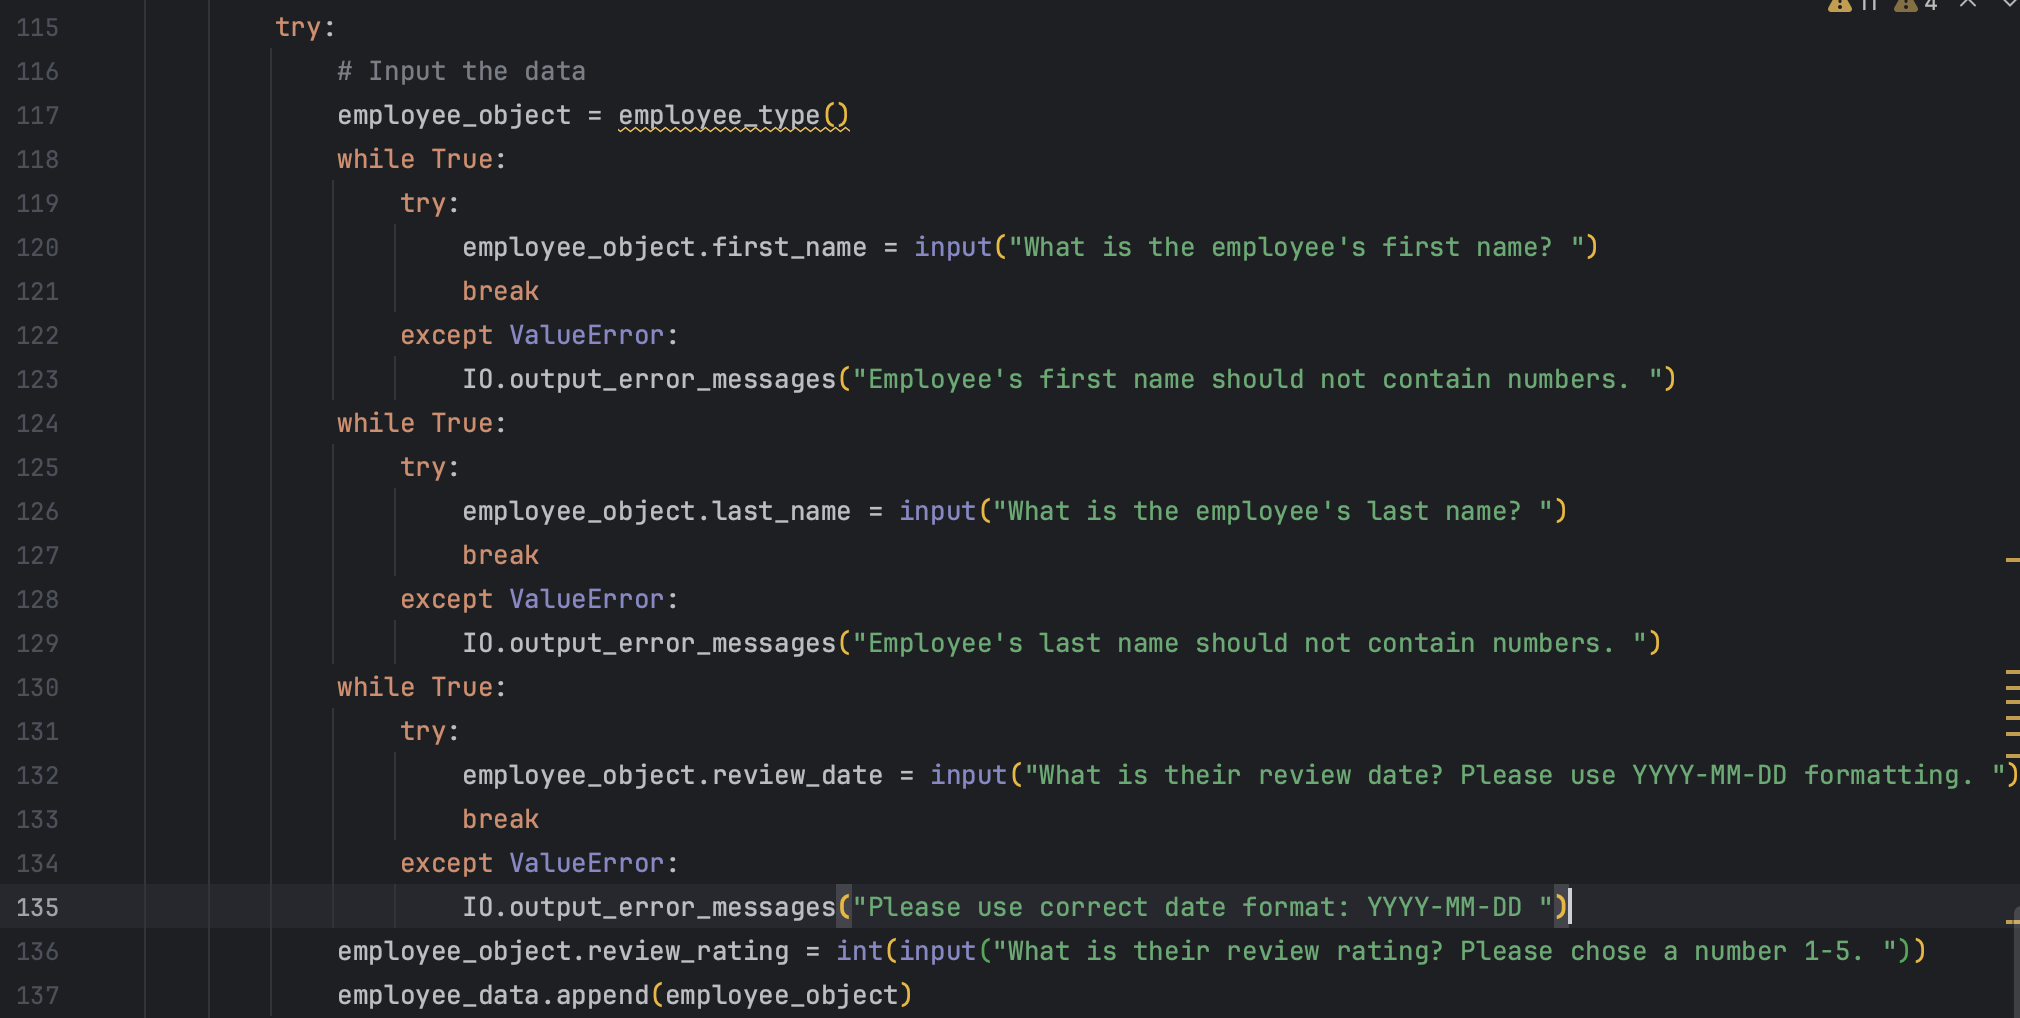 11 4
115 try:
116 # Input the data
117 employee_object = employee_type()
118 while True:
119 try:
120 employee_object.first_name = input("What is the employee's first name? ")
121 break
122 except ValueError:
123 IO.output_error_messages("Employee's first name should not contain numbers. ")
124 while True:
125 try:
126 employee_object.last_name = input("What is the employee's last name? ")
127 break
128 except ValueError:
129 IO.output_error_messages("Employee's last name should not contain numbers. ")
130 while True:
131 try:
132 employee_object.review_date = input("What is their review date? Please use YYYY-MM-DD formatting. ")
133 break
134 except ValueError:
135 IO.output_error_messages("Please use correct date format: YYYY-MM-DD ")
136 employee_object.review_rating = int(input("What is their review rating? Please chose a number 1-5. "))
137 employee_data.append(employee_object)